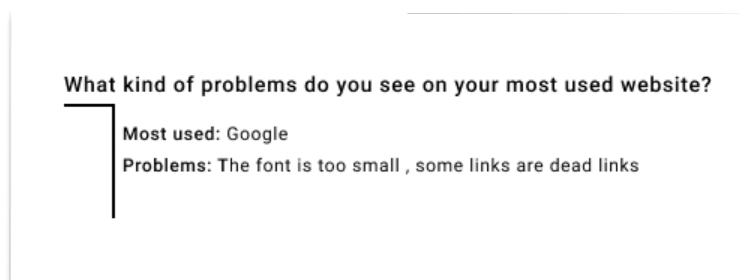 What kind of problems do you see on your most used website?
Most used: Google
Problems: The font is too small , some links are dead links